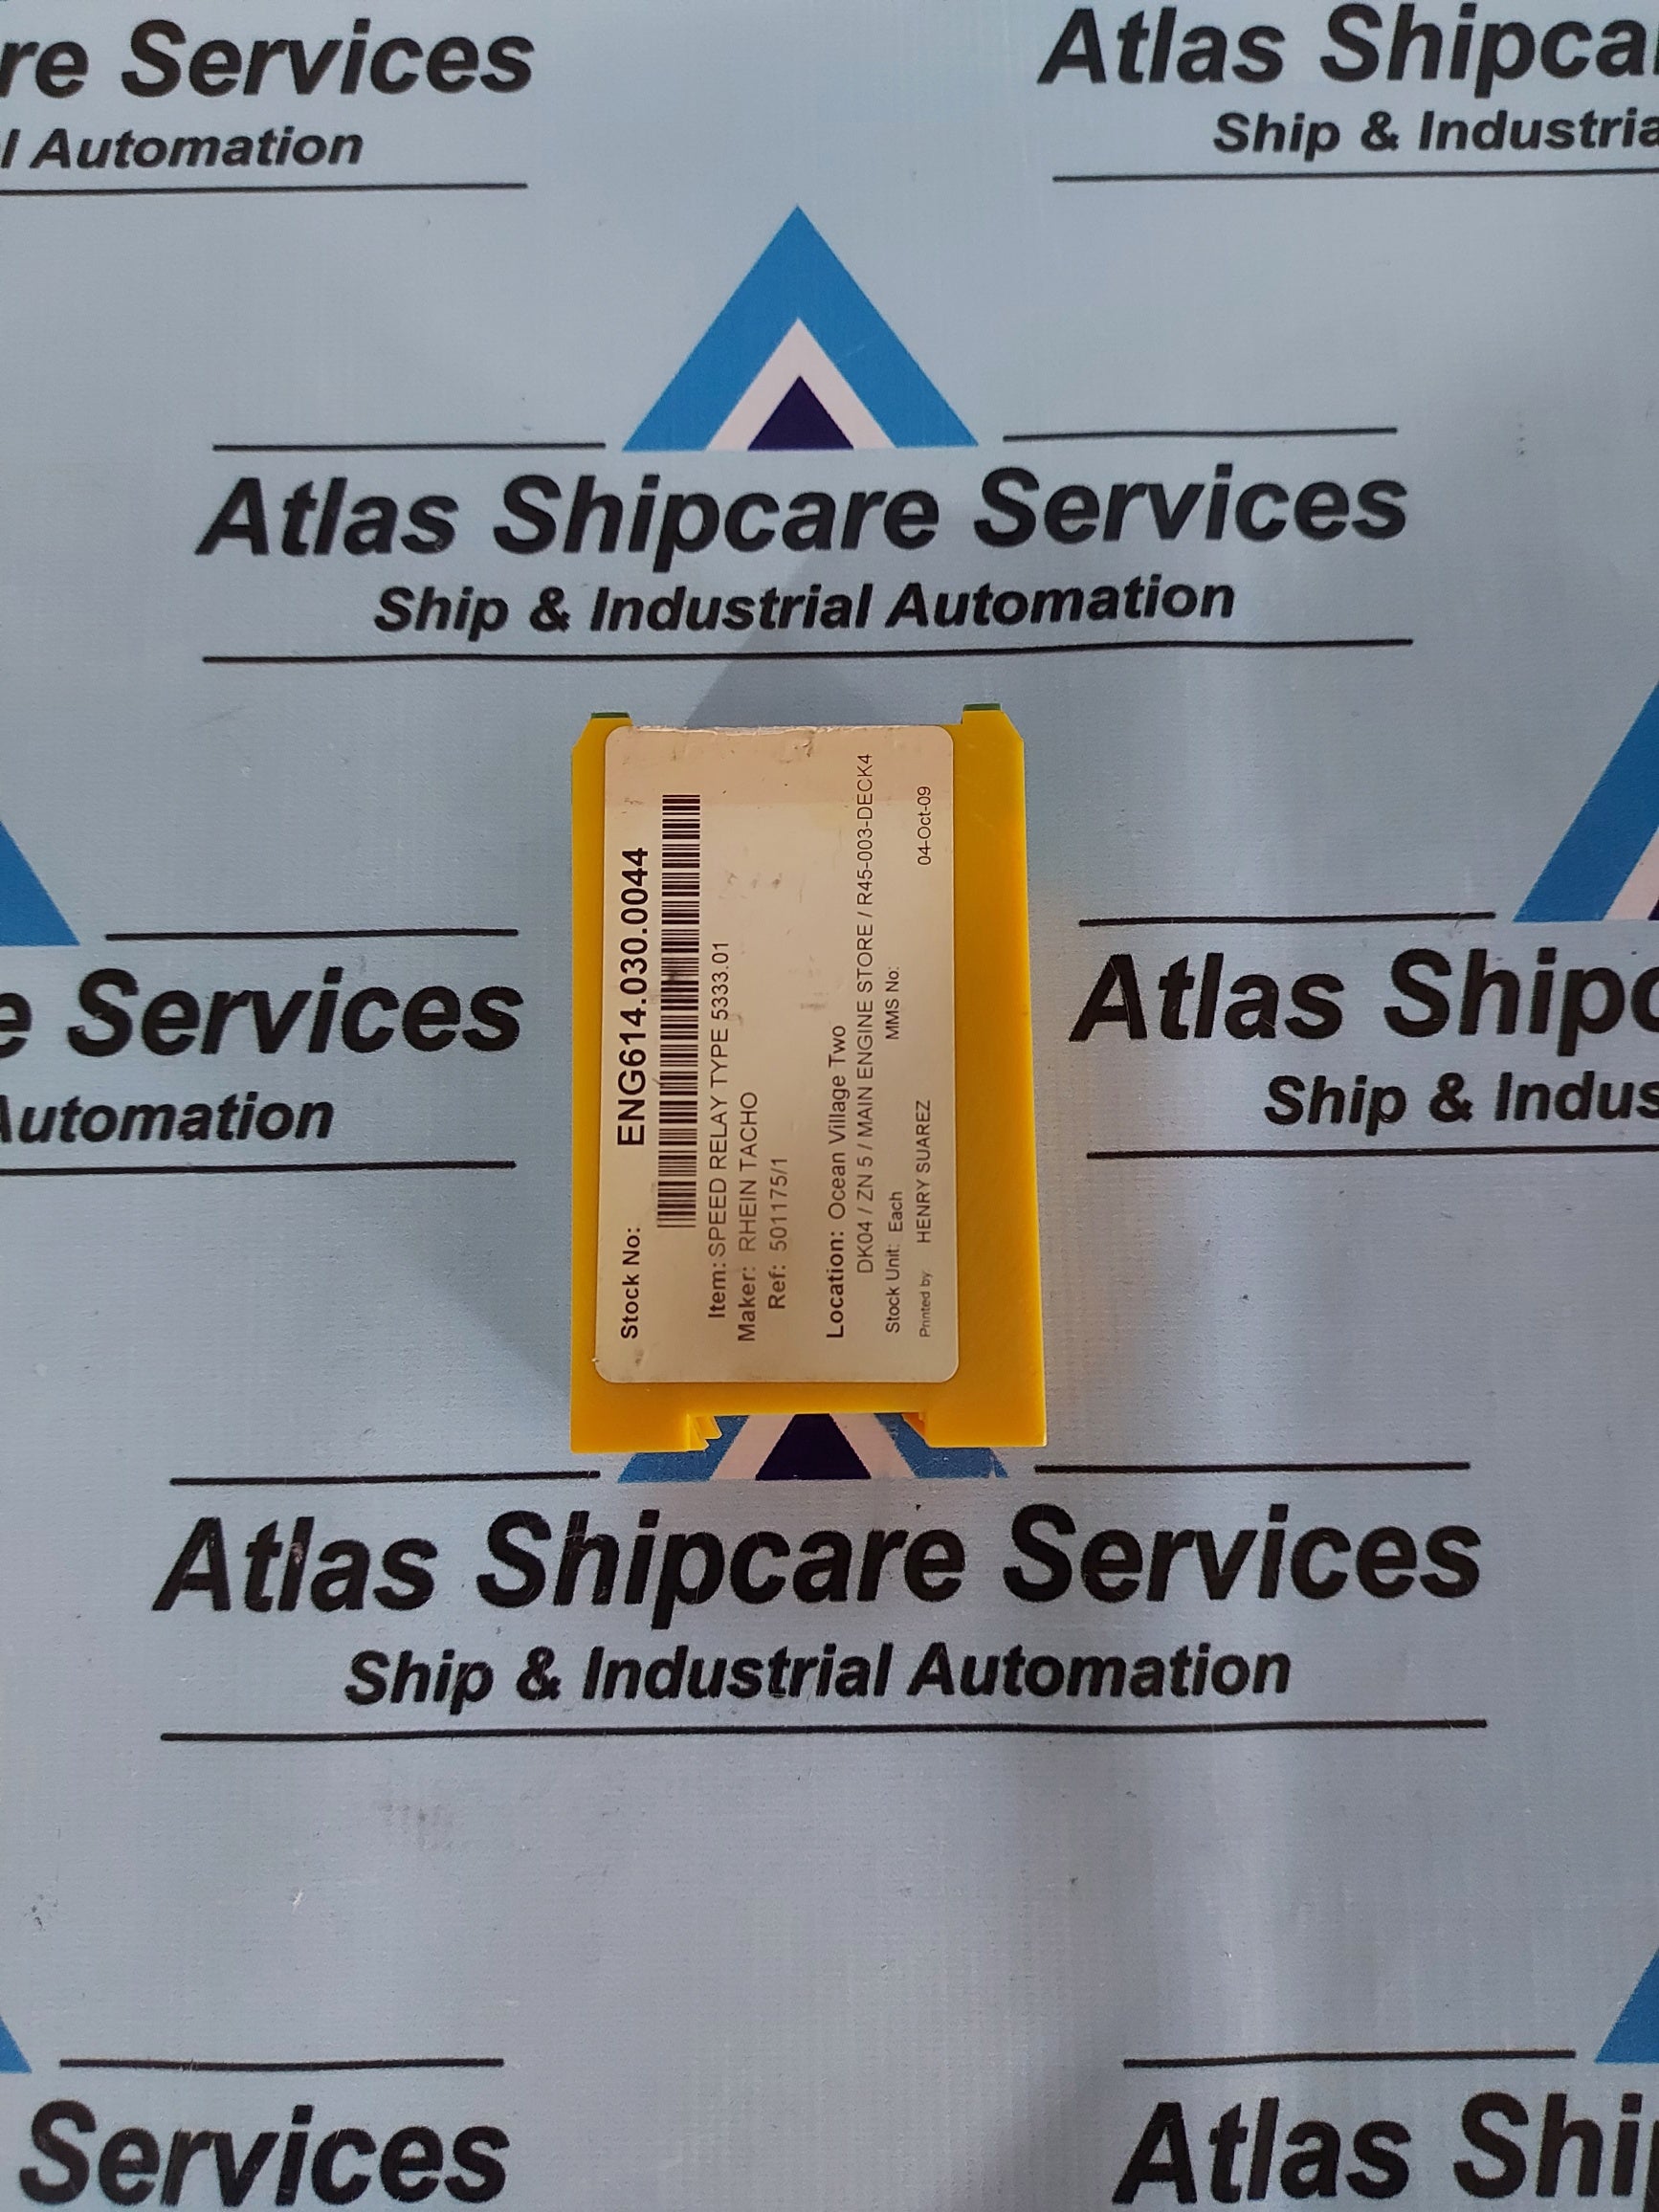 re Services
l Automation
Atlas Shipca
Ship & Industria
Atlas Shipcare Services
Ship & Industrial Automation
e Services
Automation
Atlas Shipc
Ship & Indus
Stock No: ENG614.030.0044
Item: SPEED RELAY TYPE 5333.01
Maker: RHEIN TACHO
Ref: 501175/1
Location: Ocean Village Two
DK04 / ZN 5 / MAIN ENGINE STORE / R45-003-DECK4
Stock Unit: Each MMS No:
Printed by HENRY SUAREZ 04-Oct-09
Atlas Shipcare Services
Ship & Industrial Automation
Services
Atlas Ship